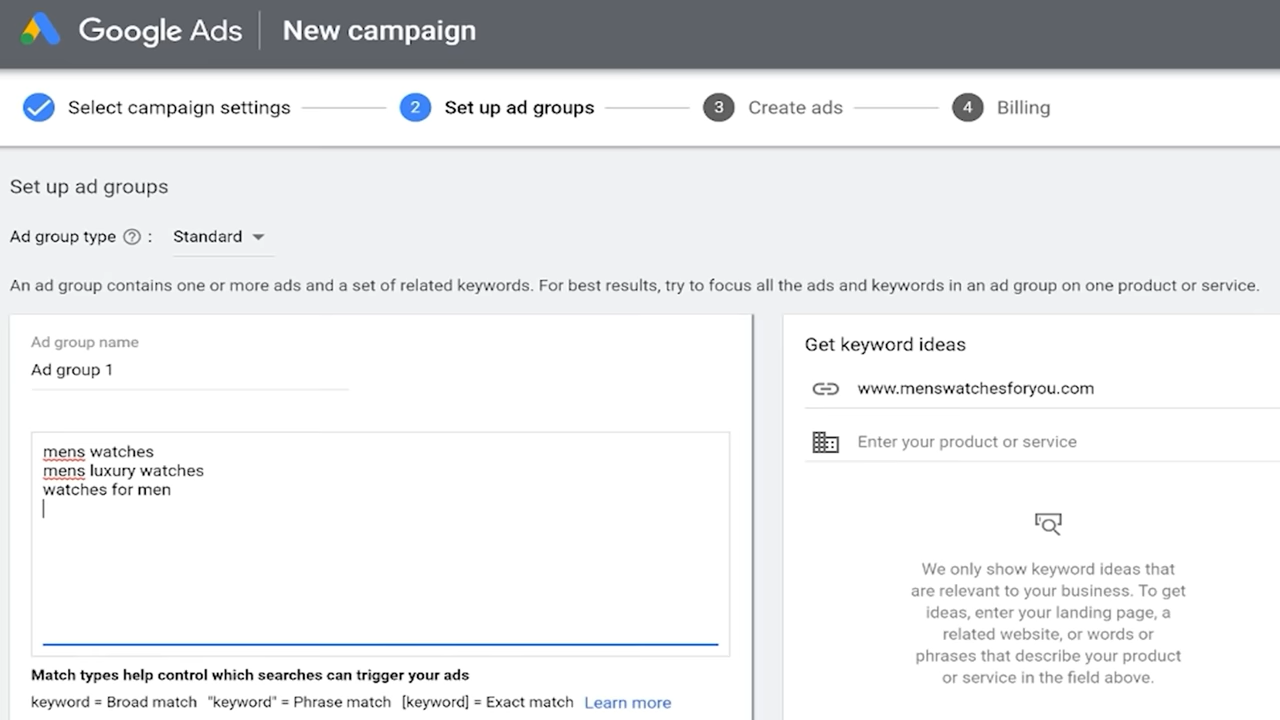 Google Ads | New campaign
Select campaign settings 2 Set up ad groups 3 Create ads 4 Billing
Set up ad groups
Ad group type ? : Standard
An ad group contains one or more ads and a set of related keywords. For best results, try to focus all the ads and keywords in an ad group on one product or service.
Ad group name
Ad group 1
mens watches
mens luxury watches
watches for men
Match types help control which searches can trigger your ads
keyword = Broad match "keyword" = Phrase match [keyword] = Exact match Learn more
Get keyword ideas
www.menswatchesforyou.com
Enter your product or service
We only show keyword ideas that
are relevant to your business. To get
ideas, enter your landing page, a
related website, or words or
phrases that describe your product
or service in the field above.